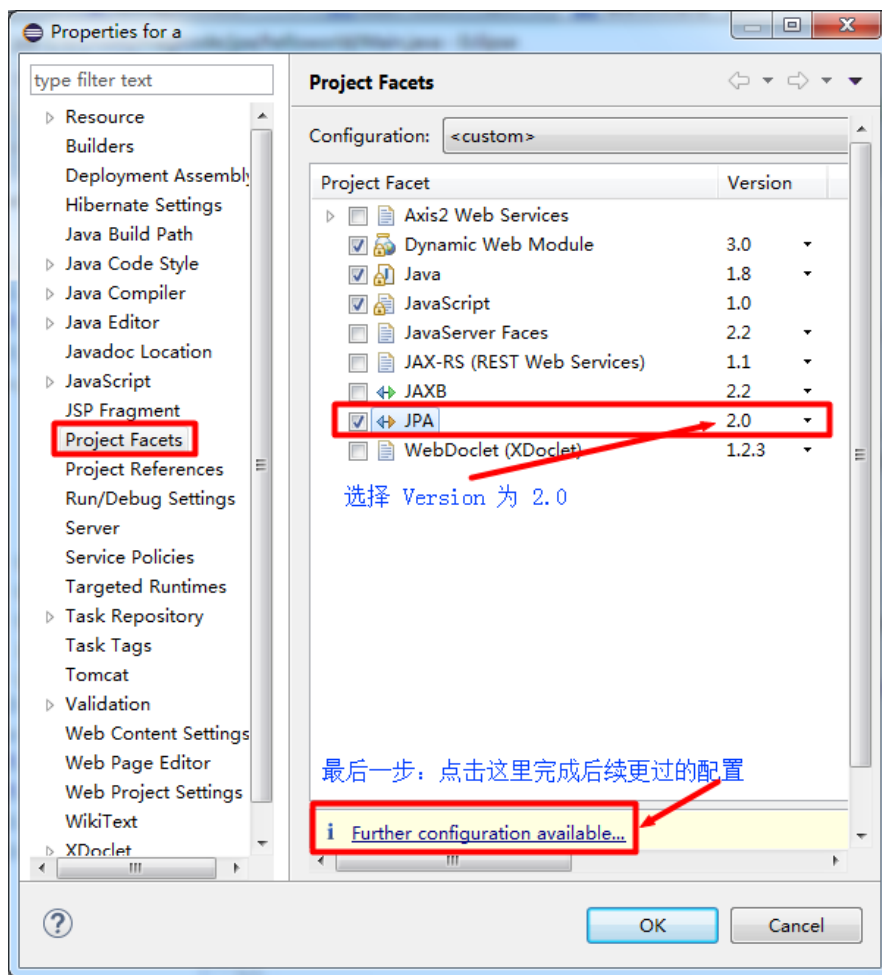 Properties for a
type filter text
Resource
Builders
Deployment Assembly
Hibernate Settings
Java Build Path
Java Code Style
Java Compiler
Java Editor
Javadoc Location
JavaScript
JSP Fragment
Project Facets
Project References
Run/Debug Settings
Server
Service Policies
Targeted Runtimes
Task Repository
Task Tags
Tomcat
Validation
Web Content Settings
Web Page Editor
Web Project Settings
WikiText
XDoclet
Project Facets
Configuration: <custom>
Project Facet Version
Axis2 Web Services
Dynamic Web Module 3.0
Java 1.8
JavaScript 1.0
JavaServer Faces 2.2
JAX-RS (REST Web Services) 1.1
JAXB 2.2
JPA 2.0
WebDoclet (XDoclet) 1.2.3
选择 Version 为 2.0
最后一步：点击这里完成后续更过的配置
i Further configuration available...
? OK Cancel